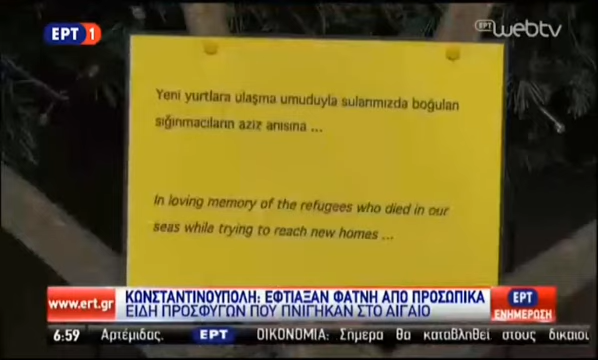 ΕΡΤ 1
ΕΡΤ webtv
Yeni yurtlara ulaşma umuduyla sularımızda boğulan
sığınmacıların aziz anısına ...
In loving memory of the refugees who died in our
seas while trying to reach new homes ...
www.ert.gr
ΚΩΝΣΤΑΝΤΙΝΟΥΠΟΛΗ: ΕΦΤΙΑΞΑΝ ΦΑΤΝΗ ΑΠΟ ΠΡΟΣΩΠΙΚΑ
ΕΙΔΗ ΠΡΟΣΦΥΓΩΝ ΠΟΥ ΠΝΙΓΗΚΑΝ ΣΤΟ ΑΙΓΑΙΟ
ΕΡΤ
ΕΝΗΜΕΡΩΣΗ
6:59 Αρτέμιδας. ΕΡΤ ΟΙΚΟΝΟΜΙΑ: Σήμερα θα καταβληθεί στους δικαιο